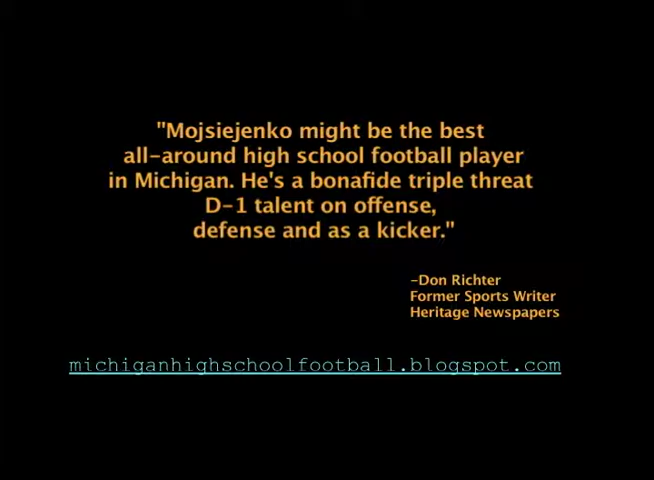 "Mojsiejenko might be the best
all-around high school football player
in Michigan. He's a bonafide triple threat
D-1 talent on offense,
defense and as a kicker."
-Don Richter
Former Sports Writer
Heritage Newspapers
michiganhighschoolfootball.blogspot.com